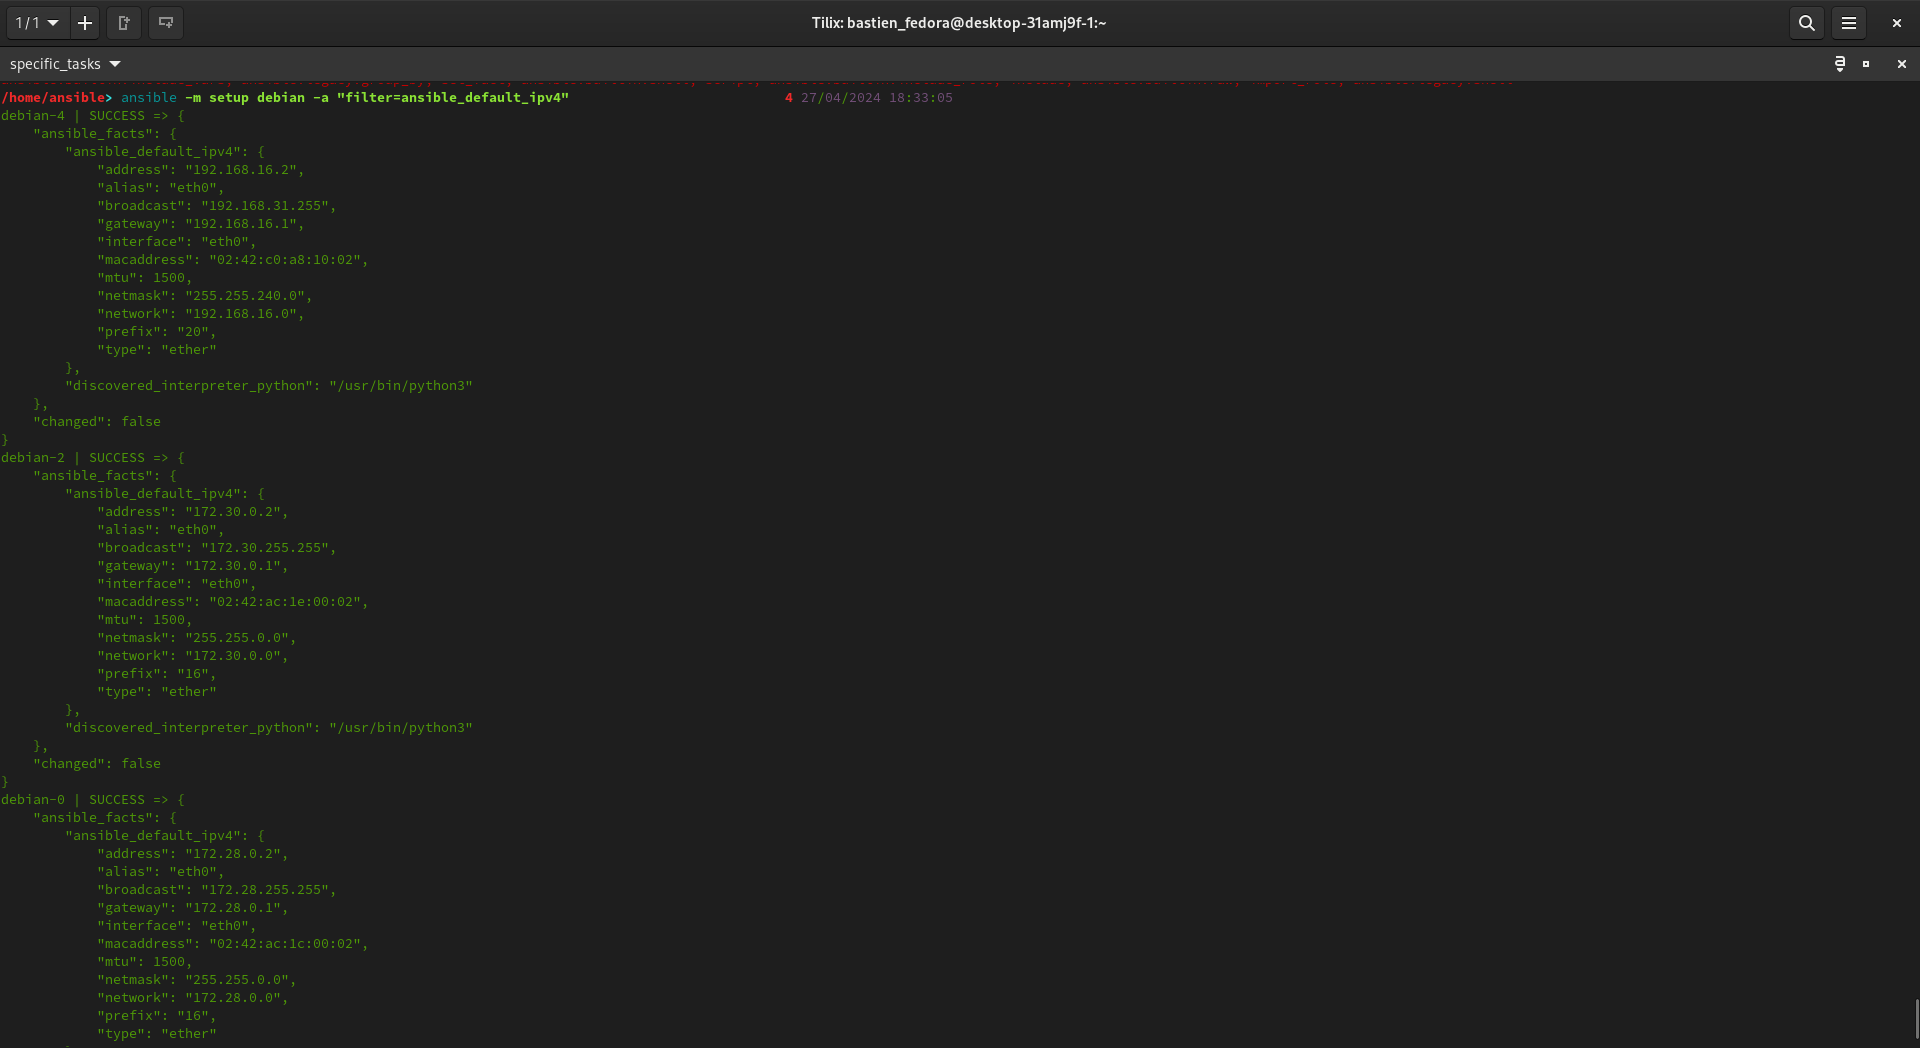 1/1
Tilix: bastien_fedora@desktop-31amj9f-1:~
specific_tasks
/home/ansible> ansible -m setup debian -a "filter=ansible_default_ipv4" 4 27/04/2024 18:33:05
debian-4 | SUCCESS => {
    "ansible_facts": {
        "ansible_default_ipv4": {
            "address": "192.168.16.2",
            "alias": "eth0",
            "broadcast": "192.168.31.255",
            "gateway": "192.168.16.1",
            "interface": "eth0",
            "macaddress": "02:42:c0:a8:10:02",
            "mtu": 1500,
            "netmask": "255.255.240.0",
            "network": "192.168.16.0",
            "prefix": "20",
            "type": "ether"
        },
        "discovered_interpreter_python": "/usr/bin/python3"
    },
    "changed": false
}
debian-2 | SUCCESS => {
    "ansible_facts": {
        "ansible_default_ipv4": {
            "address": "172.30.0.2",
            "alias": "eth0",
            "broadcast": "172.30.255.255",
            "gateway": "172.30.0.1",
            "interface": "eth0",
            "macaddress": "02:42:ac:1e:00:02",
            "mtu": 1500,
            "netmask": "255.255.0.0",
            "network": "172.30.0.0",
            "prefix": "16",
            "type": "ether"
        },
        "discovered_interpreter_python": "/usr/bin/python3"
    },
    "changed": false
}
debian-0 | SUCCESS => {
    "ansible_facts": {
        "ansible_default_ipv4": {
            "address": "172.28.0.2",
            "alias": "eth0",
            "broadcast": "172.28.255.255",
            "gateway": "172.28.0.1",
            "interface": "eth0",
            "macaddress": "02:42:ac:1c:00:02",
            "mtu": 1500,
            "netmask": "255.255.0.0",
            "network": "172.28.0.0",
            "prefix": "16",
            "type": "ether"